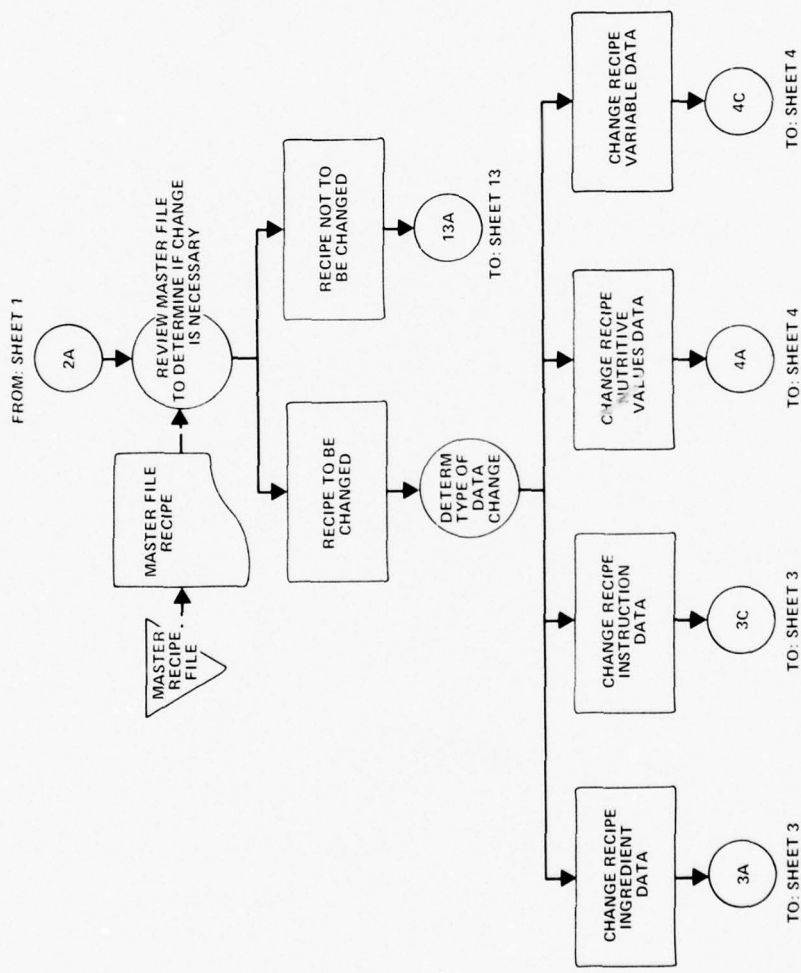 FROM: SHEET 1
2A
MASTER
RECIPE
FILE
MASTER FILE
RECIPE
REVIEW MASTER FILE
TO DETERMINE IF CHANGE
IS NECESSARY
RECIPE TO BE
CHANGED
RECIPE NOT TO
BE CHANGED
13A
TO: SHEET 13
DETERM
TYPE OF
DATA
CHANGE
CHANGE RECIPE
INGREDIENT
DATA
3A
TO: SHEET 3
CHANGE RECIPE
INSTRUCTION
DATA
3C
TO: SHEET 3
CHANGE RECIPE
NUTRITIVE
VALUES DATA
4A
TO: SHEET 4
CHANGE RECIPE
VARIABLE DATA
4C
TO: SHEET 4